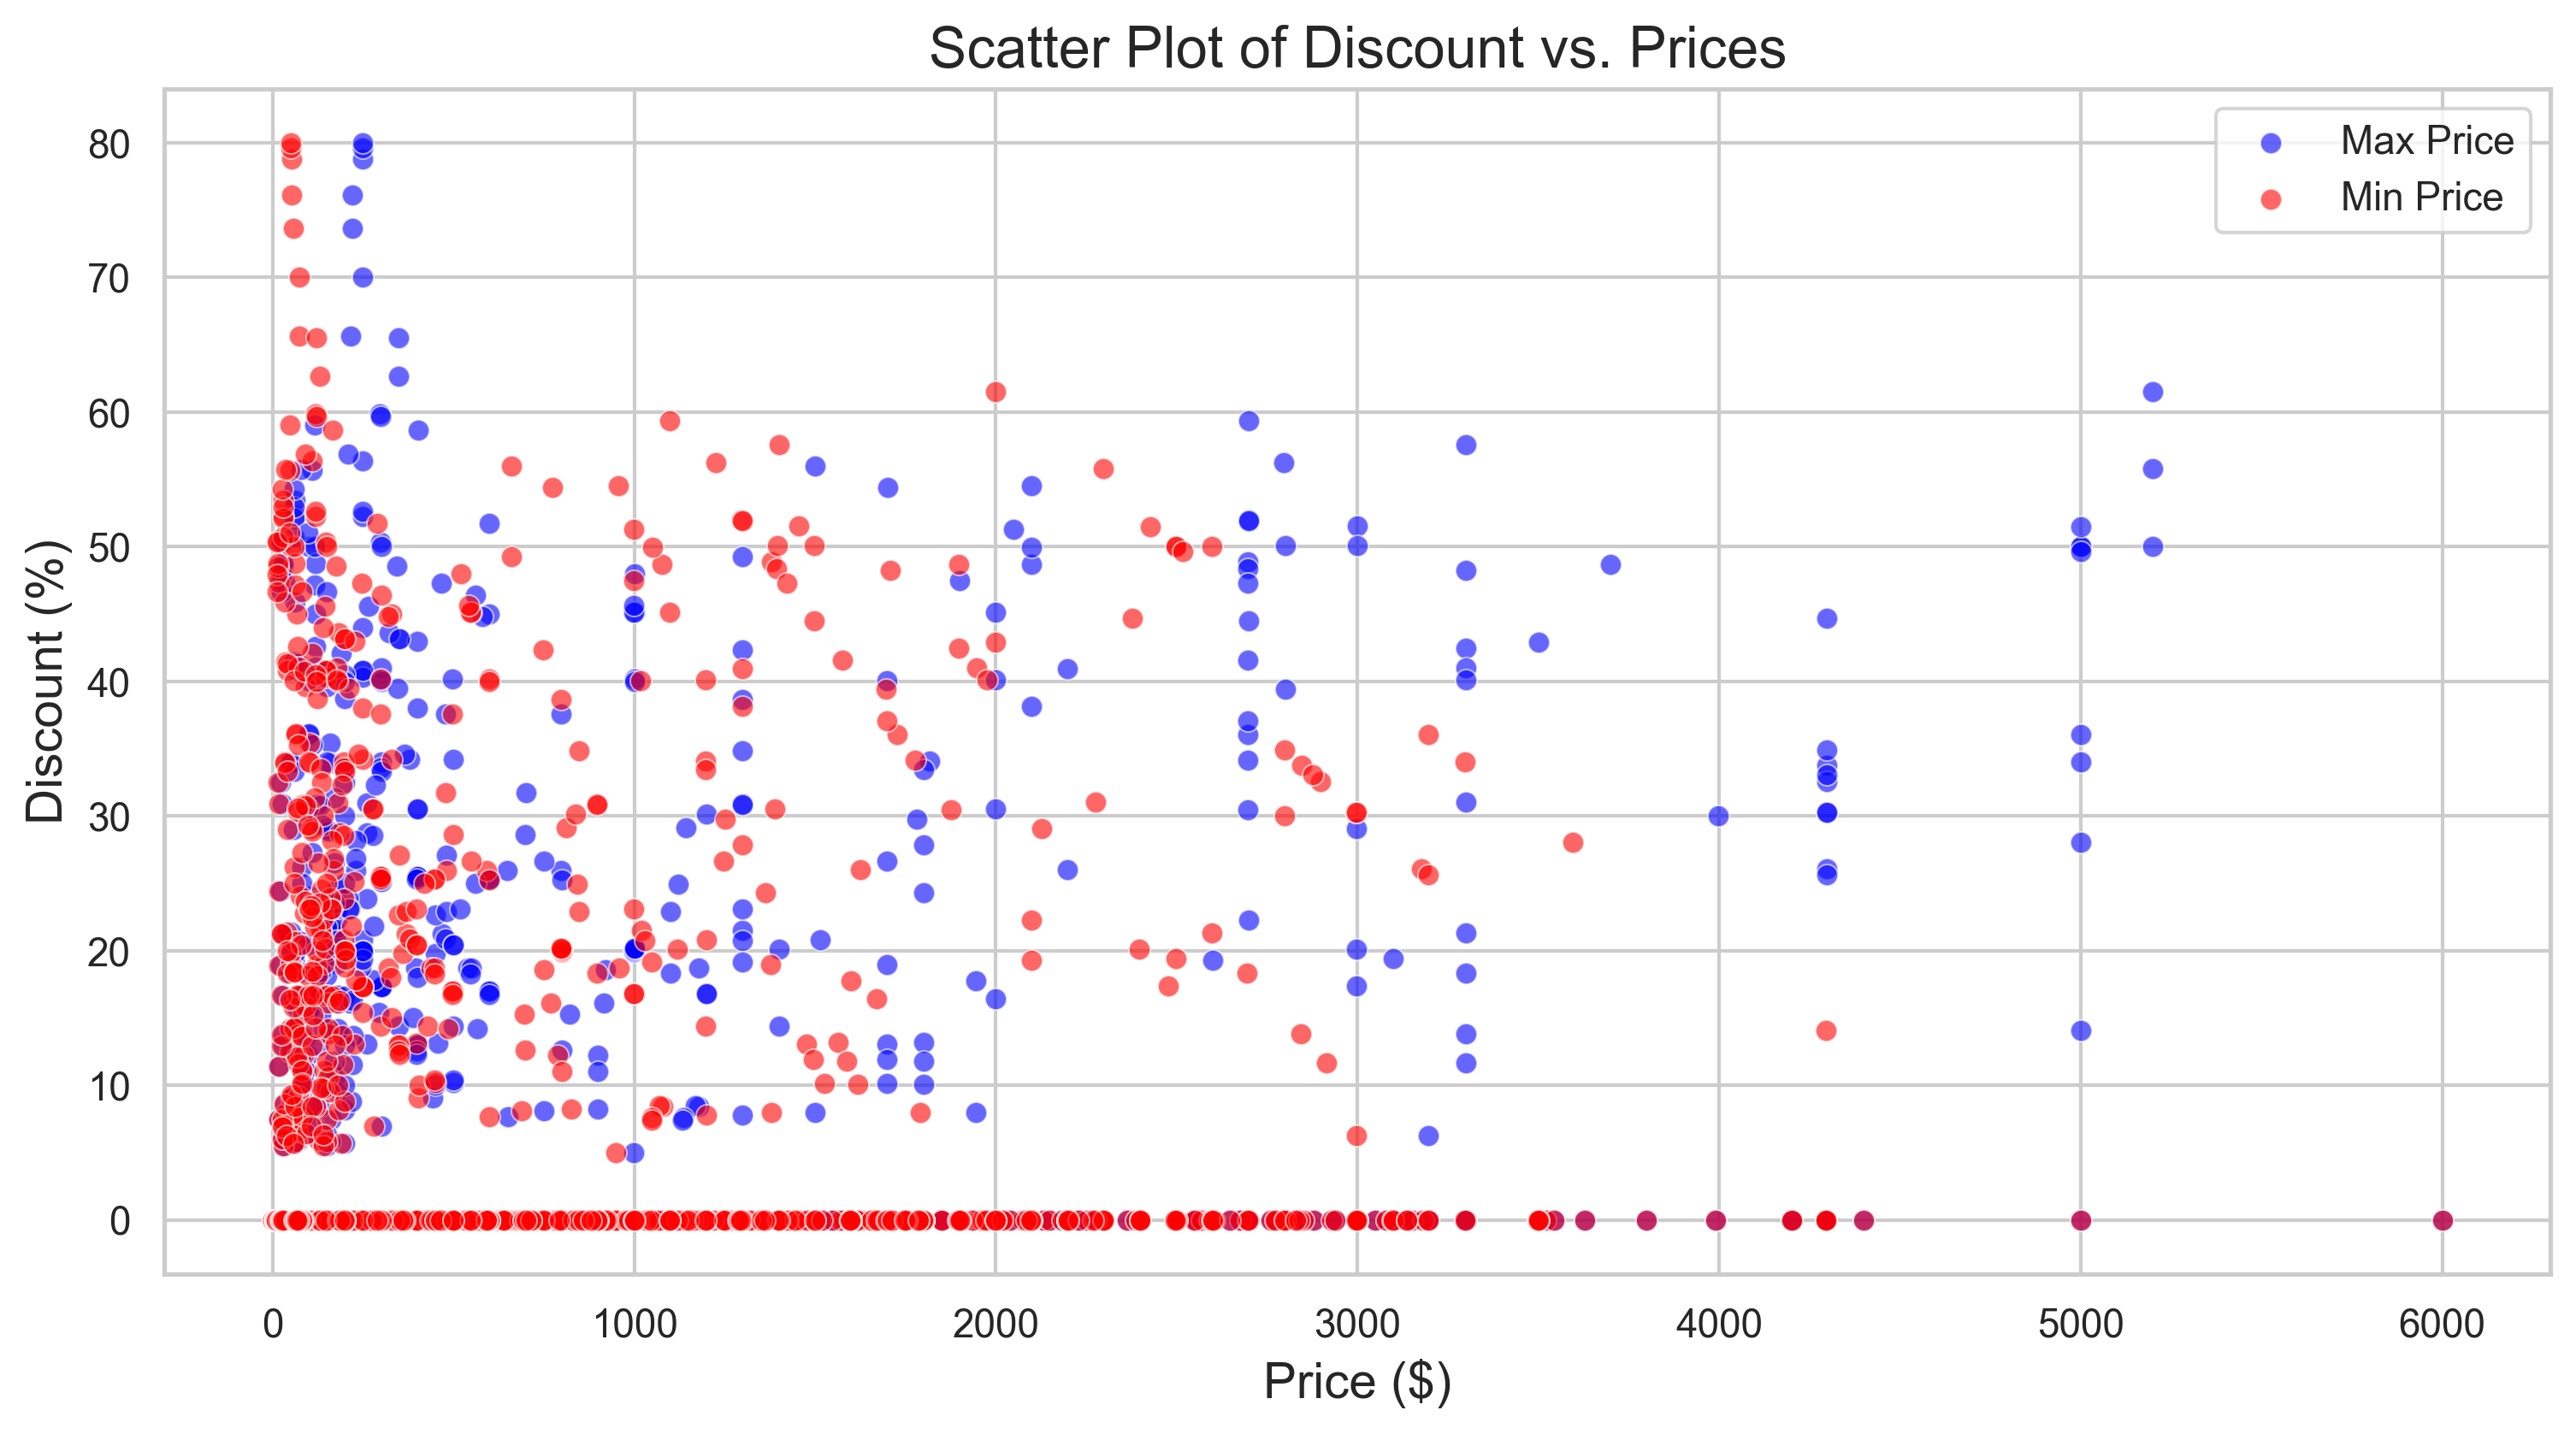 Scatter Plot of Discount vs. Prices
Max Price
Min Price
Discount (%)
80
70
60
50
40
30
20
10
0
0 1000 2000 3000 4000 5000 6000
Price ($)